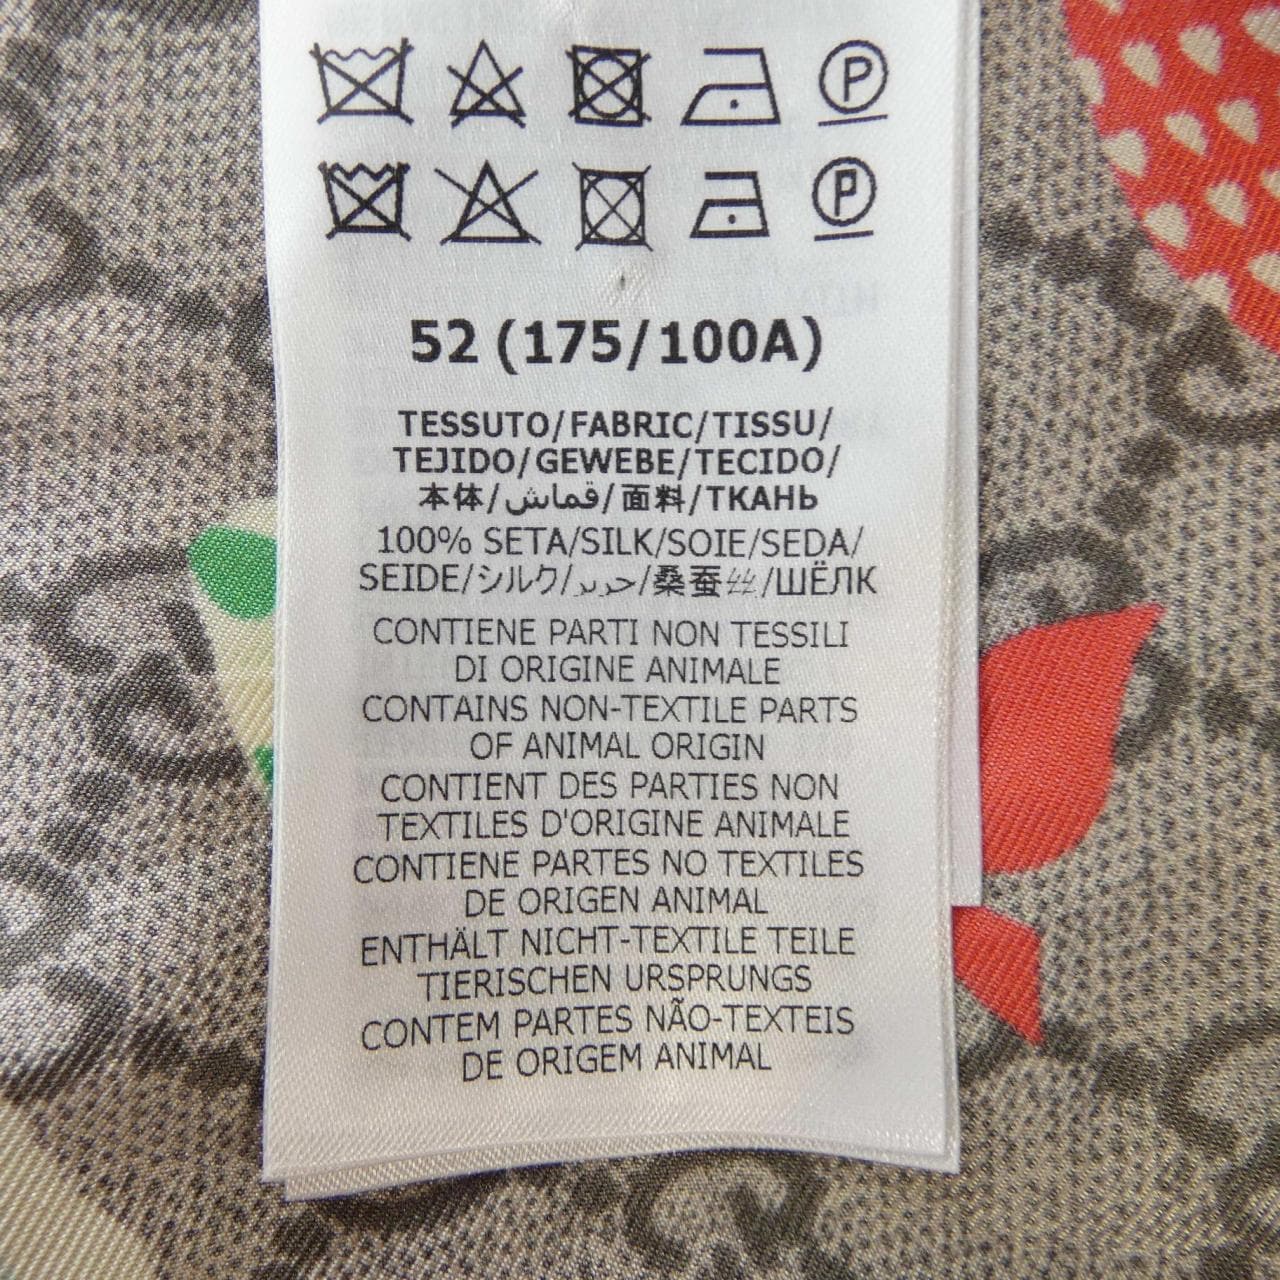 P
P
52 (175/100A)
TESSUTO/FABRIC/TISSU/
TEJIDO/GEWEBE/TECIDO/
本体/قماش/面料/ТКАНЬ
100% SETA/SILK/SOIE/SEDA/
SEIDE/シルク/حرير/桑蚕丝/ШЁЛК
CONTIENE PARTI NON TESSILI
DI ORIGINE ANIMALE
CONTAINS NON-TEXTILE PARTS
OF ANIMAL ORIGIN
CONTIENT DES PARTIES NON
TEXTILES D'ORIGINE ANIMALE
CONTIENE PARTES NO TEXTILES
DE ORIGEN ANIMAL
ENTHÄLT NICHT-TEXTILE TEILE
TIERISCHEN URSPRUNGS
CONTEM PARTES NÃO-TEXTEIS
DE ORIGEM ANIMAL